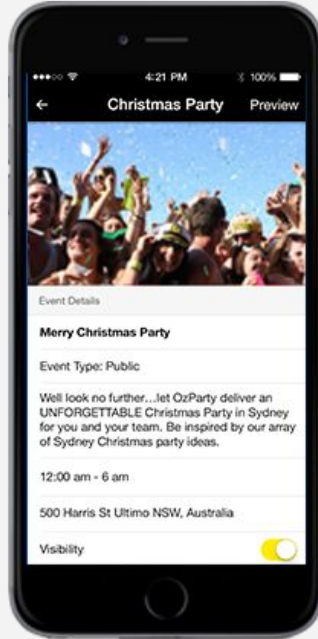 4:21 PM
100%
Christmas Party
Preview
Event Details
Merry Christmas Party
Event Type: Public
Well look no further...let OzParty deliver an
UNFORGETTABLE Christmas Party in Sydney
for you and your team. Be inspired by our array
of Sydney Christmas party ideas.
12:00 am - 6 am
500 Harris St Ultimo NSW, Australia
Visibility